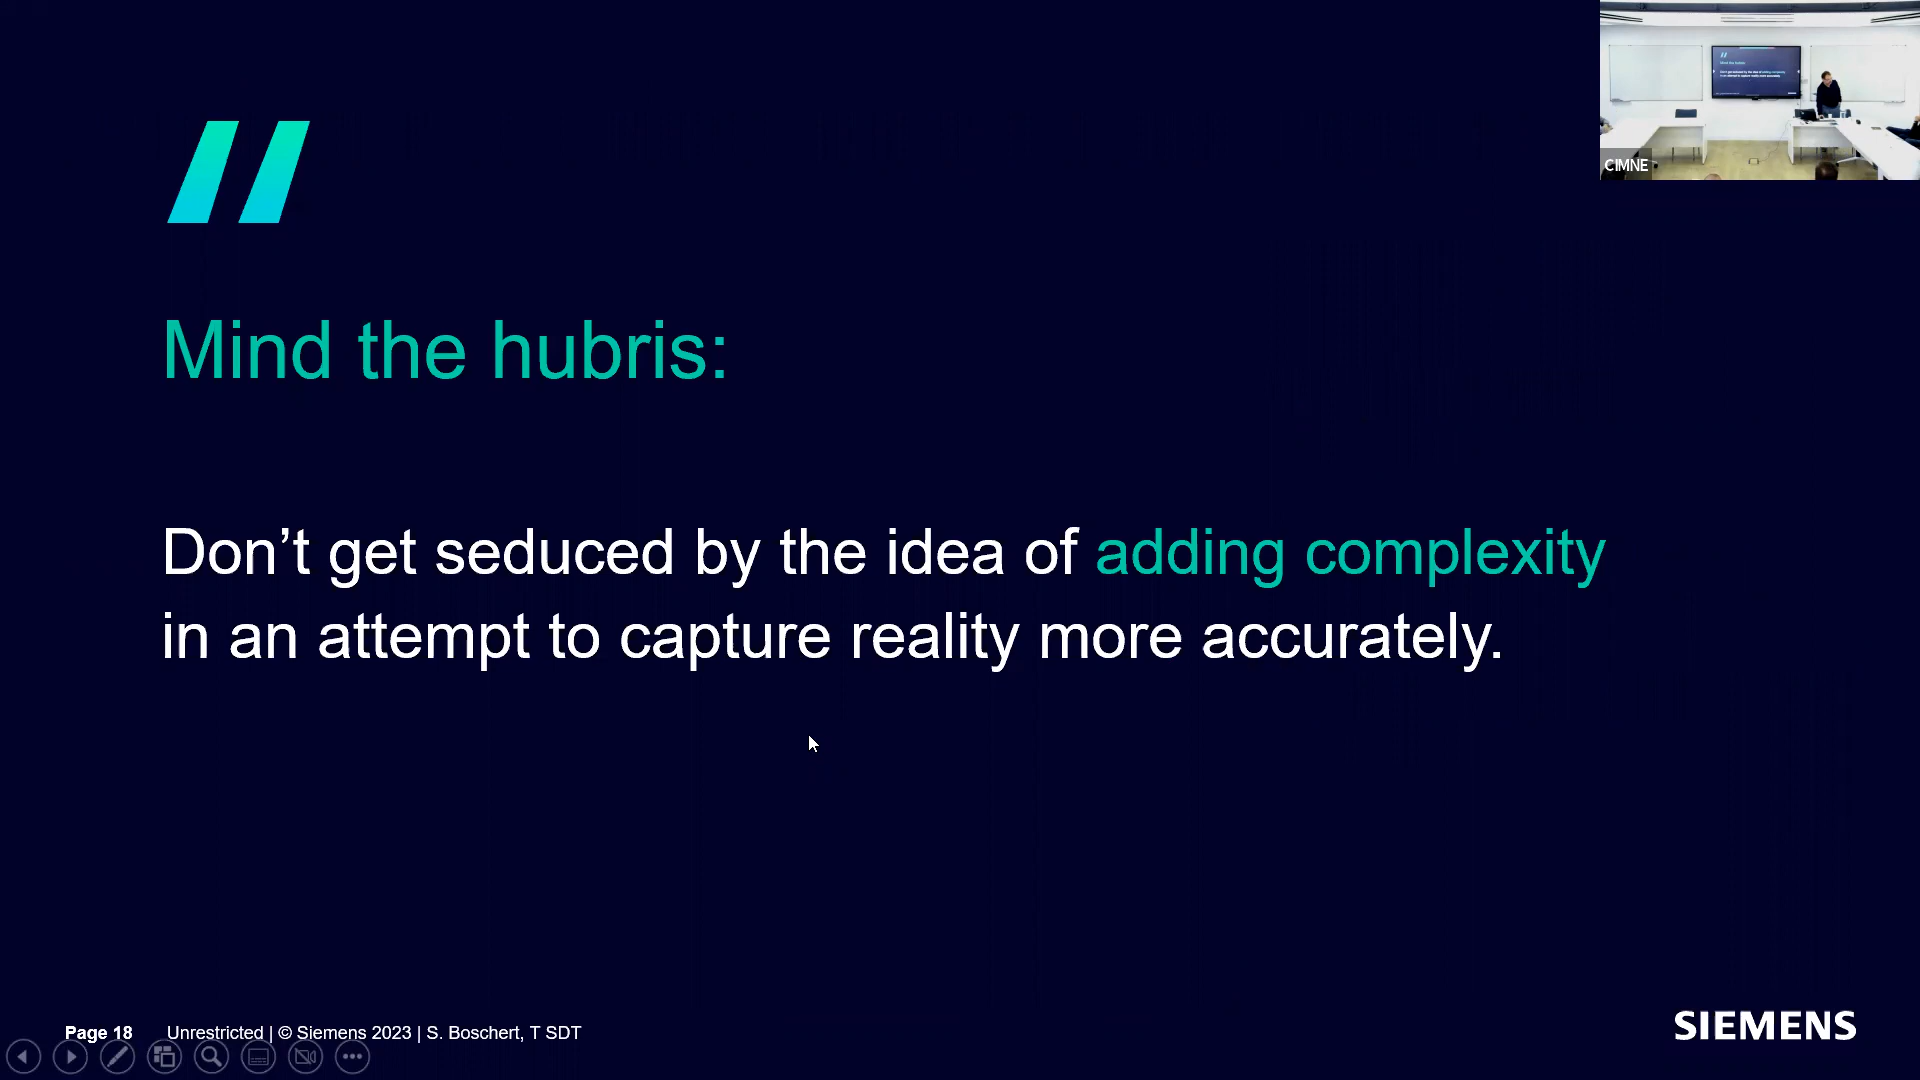 Mind the hubris:
Don’t get seduced by the idea of adding complexity
in an attempt to capture reality more accurately.
CIMNE
Page 18 Unrestricted | © Siemens 2023 | S. Boschert, T SDT
SIEMENS